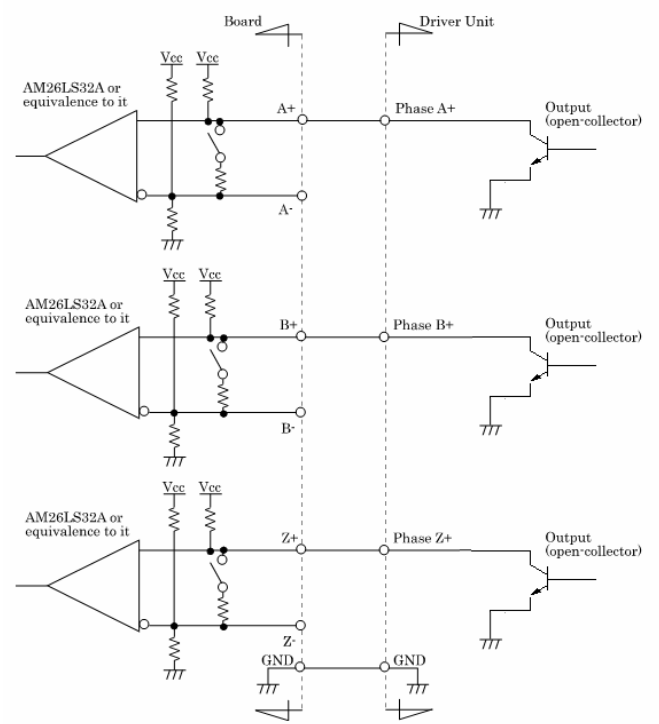 Board
Driver Unit
Vcc
Vcc
AM26LS32A or
equivalence to it
A+
Phase A+
Output
(open-collector)
A-
Vcc
Vcc
AM26LS32A or
equivalence to it
B+
Phase B+
Output
(open-collector)
B-
Vcc
Vcc
AM26LS32A or
equivalence to it
Z+
Phase Z+
Output
(open-collector)
Z-
GND
GND